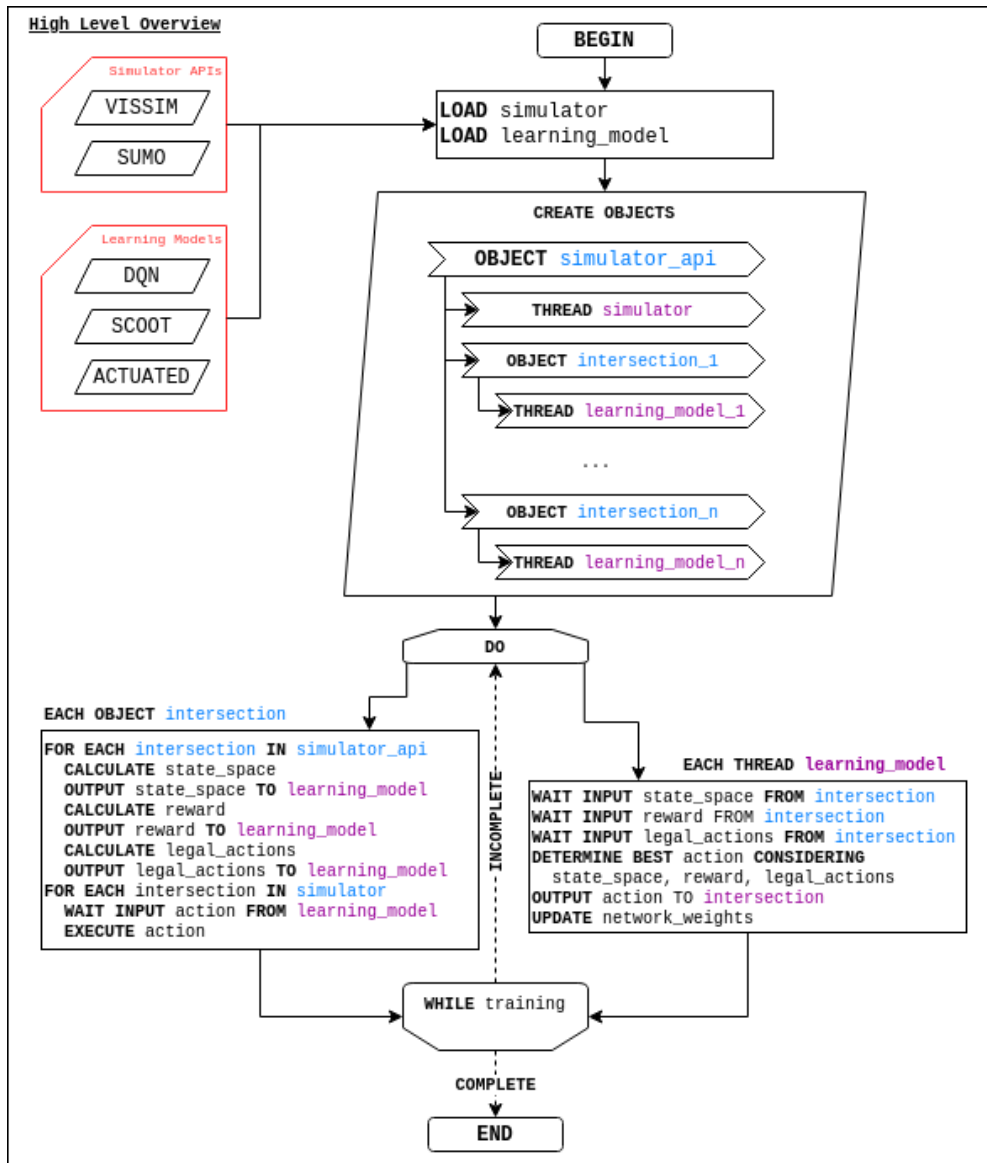 High Level Overview
BEGIN
Simulator APIs
VISSIM
SUMO
LOAD simulator
LOAD learning_model
Learning Models
DQN
SCOOT
ACTUATED
CREATE OBJECTS
OBJECT simulator_api
THREAD simulator
OBJECT intersection_1
THREAD learning_model_1
...
OBJECT intersection_n
THREAD learning_model_n
DO
EACH OBJECT intersection
FOR EACH intersection IN simulator_api
CALCULATE state_space
OUTPUT state_space TO learning_model
CALCULATE reward
OUTPUT reward TO learning_model
CALCULATE legal_actions
OUTPUT legal_actions TO learning_model
FOR EACH intersection IN simulator
WAIT INPUT action FROM learning_model
EXECUTE action
INCOMPLETE
EACH THREAD learning_model
WAIT INPUT state_space FROM intersection
WAIT INPUT reward FROM intersection
WAIT INPUT legal_actions FROM intersection
DETERMINE BEST action CONSIDERING
state_space, reward, legal_actions
OUTPUT action TO intersection
UPDATE network_weights
WHILE training
COMPLETE
END